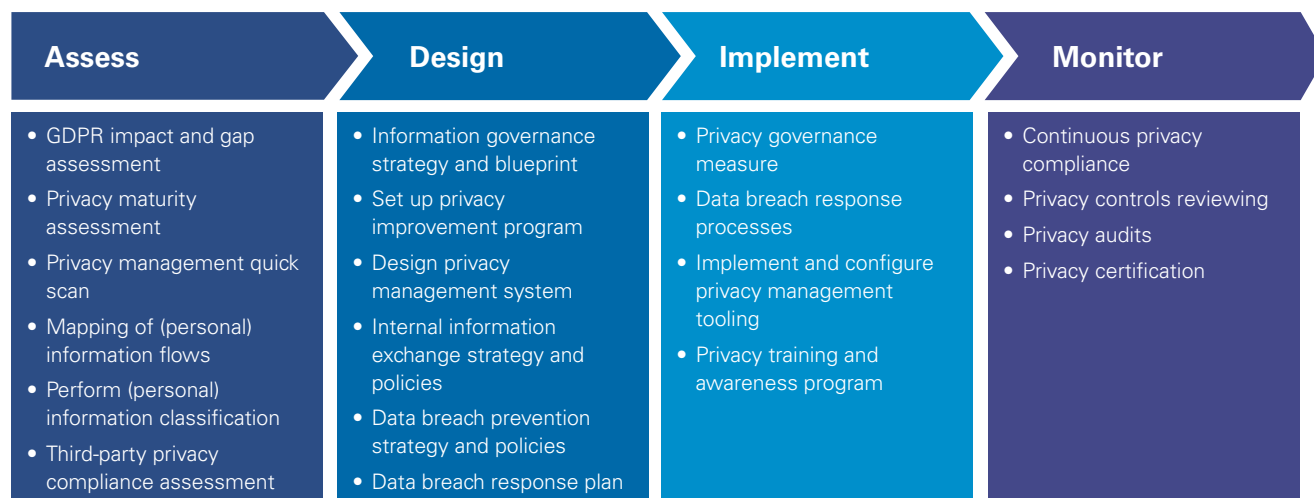 Assess
Design
Implement
Monitor
• GDPR impact and gap
assessment
• Privacy maturity
assessment
• Privacy management quick
scan
• Mapping of (personal)
information flows
• Perform (personal)
information classification
• Third-party privacy
compliance assessment
• Information governance
strategy and blueprint
• Set up privacy
improvement program
• Design privacy
management system
• Internal information
exchange strategy and
policies
• Data breach prevention
strategy and policies
• Data breach response plan
• Privacy governance
measure
• Data breach response
processes
• Implement and configure
privacy management
tooling
• Privacy training and
awareness program
• Continuous privacy
compliance
• Privacy controls reviewing
• Privacy audits
• Privacy certification